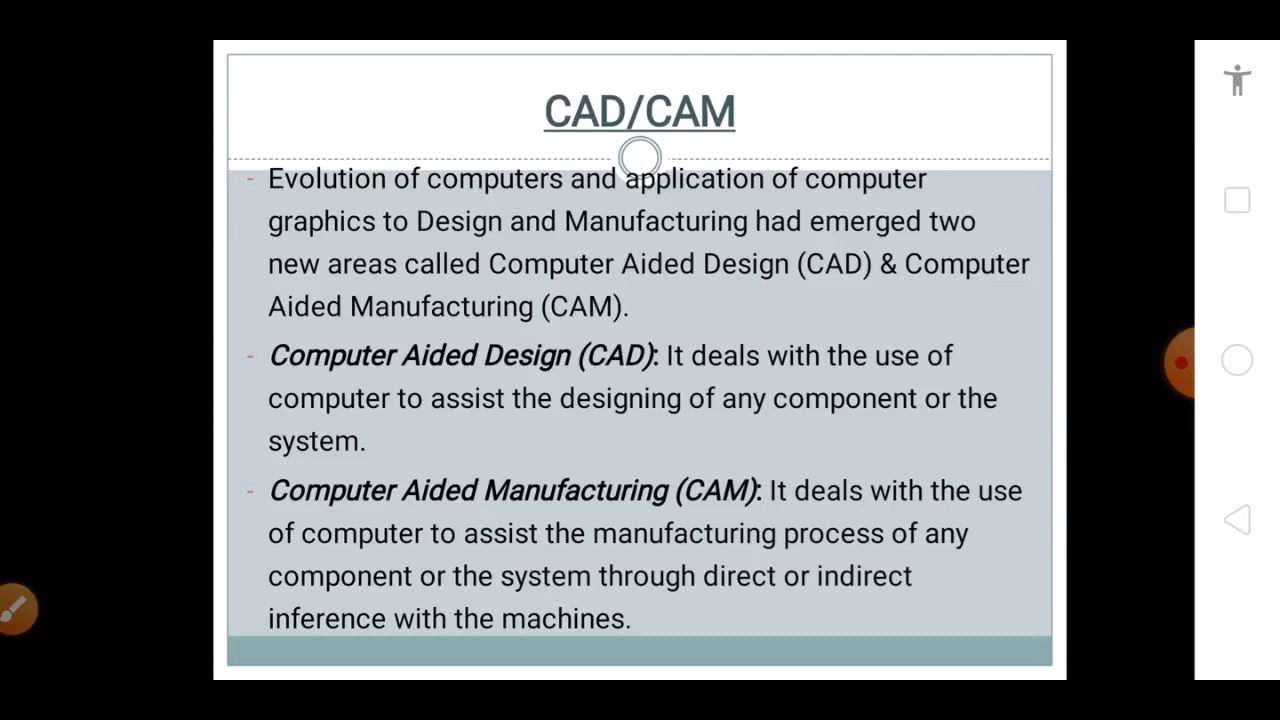 CAD/CAM
- Evolution of computers and application of computer
graphics to Design and Manufacturing had emerged two
new areas called Computer Aided Design (CAD) & Computer
Aided Manufacturing (CAM).
- Computer Aided Design (CAD): It deals with the use of
computer to assist the designing of any component or the
system.
- Computer Aided Manufacturing (CAM): It deals with the use
of computer to assist the manufacturing process of any
component or the system through direct or indirect
inference with the machines.